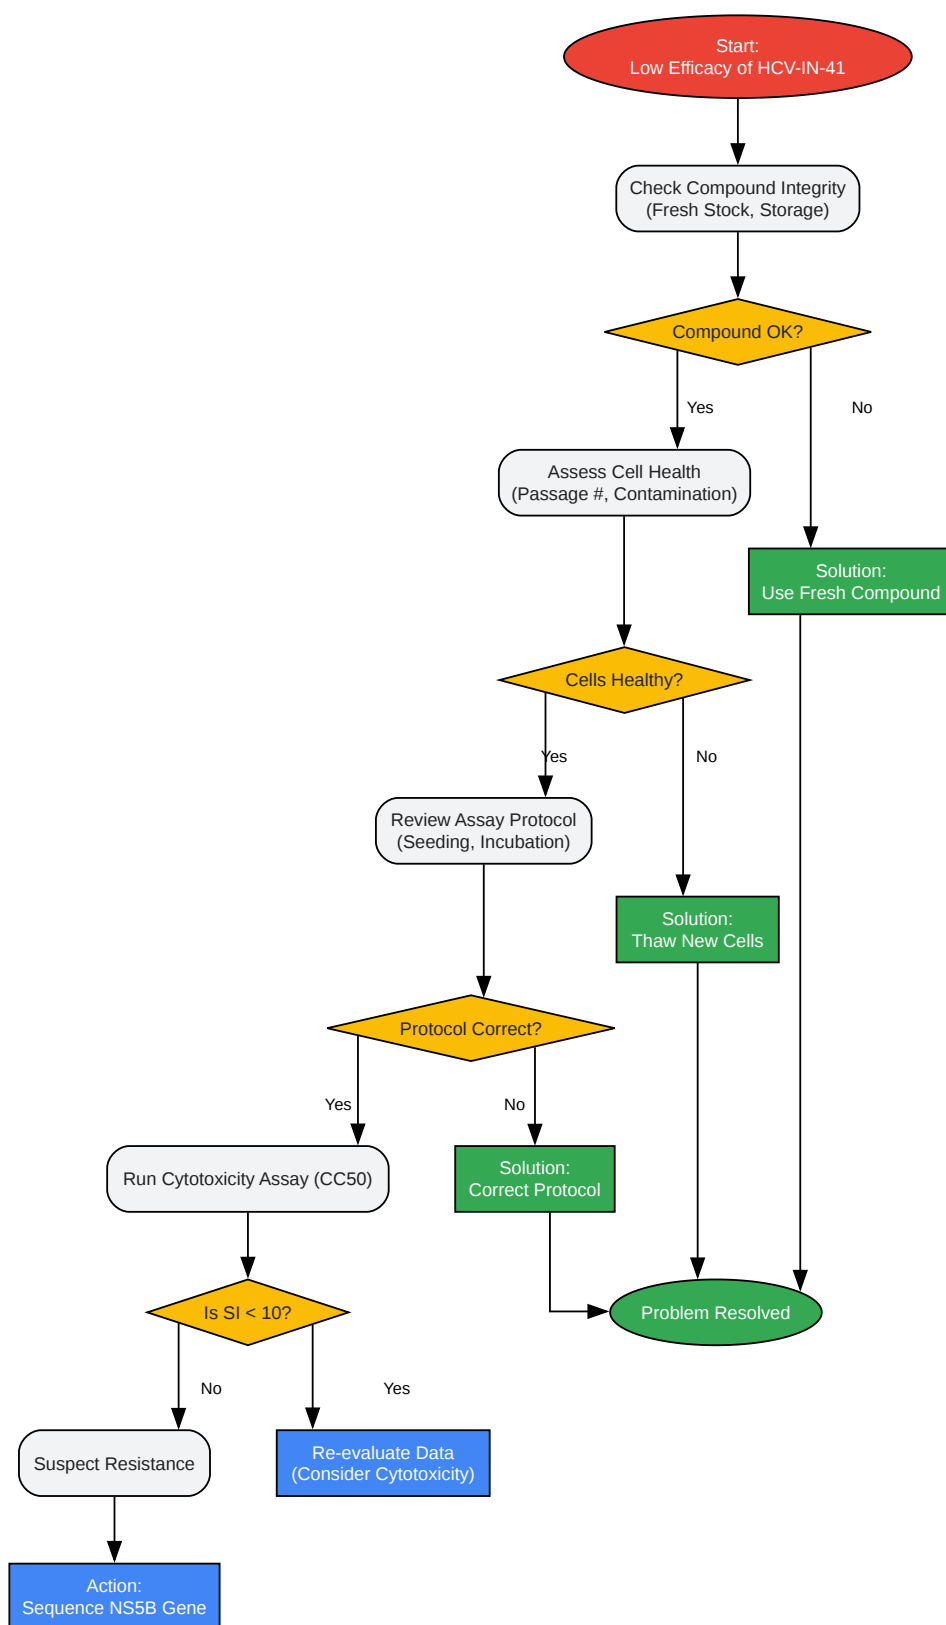 Start:
Low Efficacy of HCV-IN-41
Check Compound Integrity
(Fresh Stock, Storage)
Compound OK?
Yes
No
Assess Cell Health
(Passage #, Contamination)
Solution:
Use Fresh Compound
Cells Healthy?
Yes
No
Review Assay Protocol
(Seeding, Incubation)
Solution:
Thaw New Cells
Protocol Correct?
Yes
No
Run Cytotoxicity Assay (CC50)
Solution:
Correct Protocol
Is SI < 10?
Problem Resolved
No
Yes
Suspect Resistance
Re-evaluate Data
(Consider Cytotoxicity)
Action:
Sequence NS5B Gene